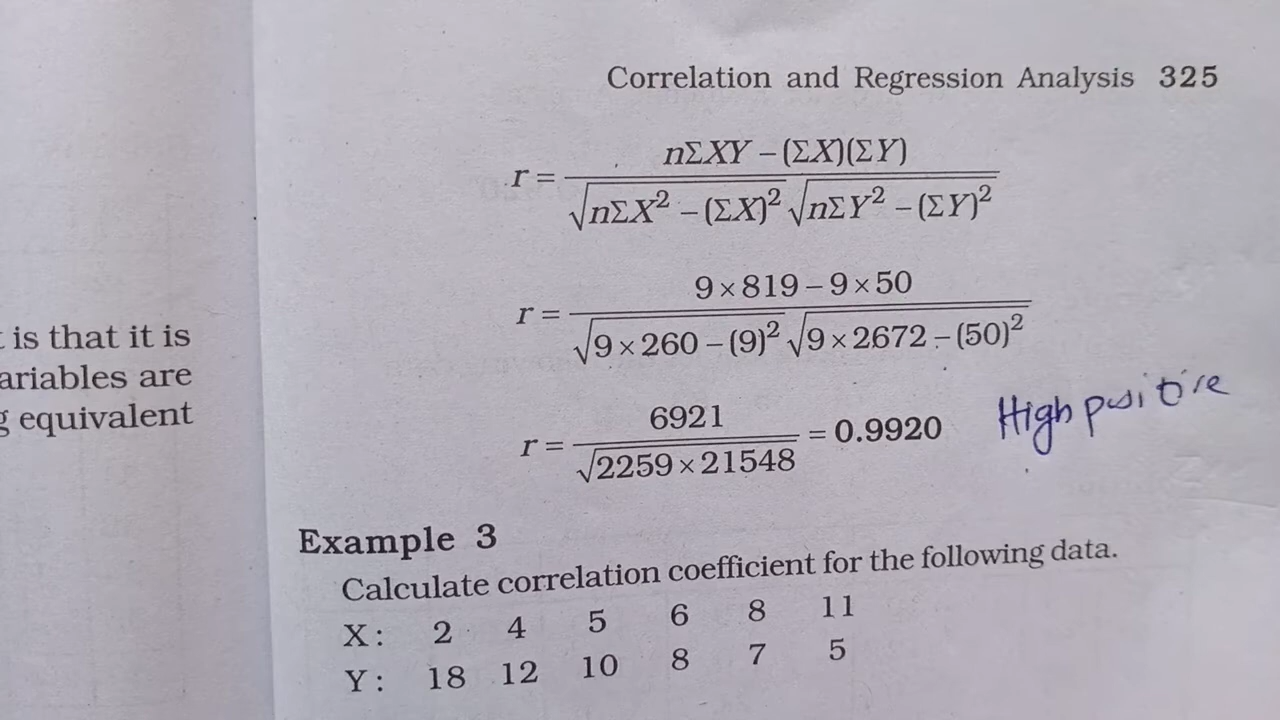 is that it is
ariables are
equivalent
Correlation and Regression Analysis 325
r = nΣXY – (ΣX)(ΣY) / √nΣX² – (ΣX)² √nΣY² – (ΣY)²
r = 9 × 819 – 9 × 50 / √9 × 260 – (9)² √9 × 2672 – (50)²
r = 6921 / √2259 × 21548 = 0.9920 High positive
Example 3
Calculate correlation coefficient for the following data.
X: 2 4 5 6 8 11
Y: 18 12 10 8 7 5